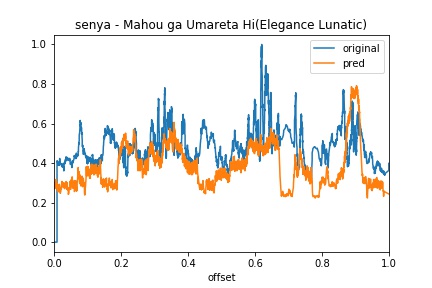 senya - Mahou ga Umareta Hi(Elegance Lunatic)
original
pred
1.0
0.8
0.6
0.4
0.2
0.0
0.0 0.2 0.4 0.6 0.8 1.0
offset